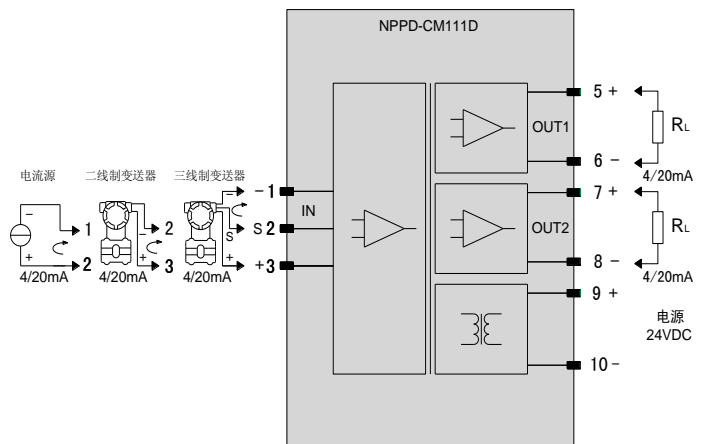 NPPD-CM111D
5 +
OUT1
RL
6 -
4/20mA
电流源 二线制变送器 三线制变送器
7 +
- - 1
IN
- 1 - 2 S S 2
OUT2
RL
+ 2 + 3 + +3
8 -
4/20mA 4/20mA 4/20mA
4/20mA
9 +
电源
24VDC
10 -